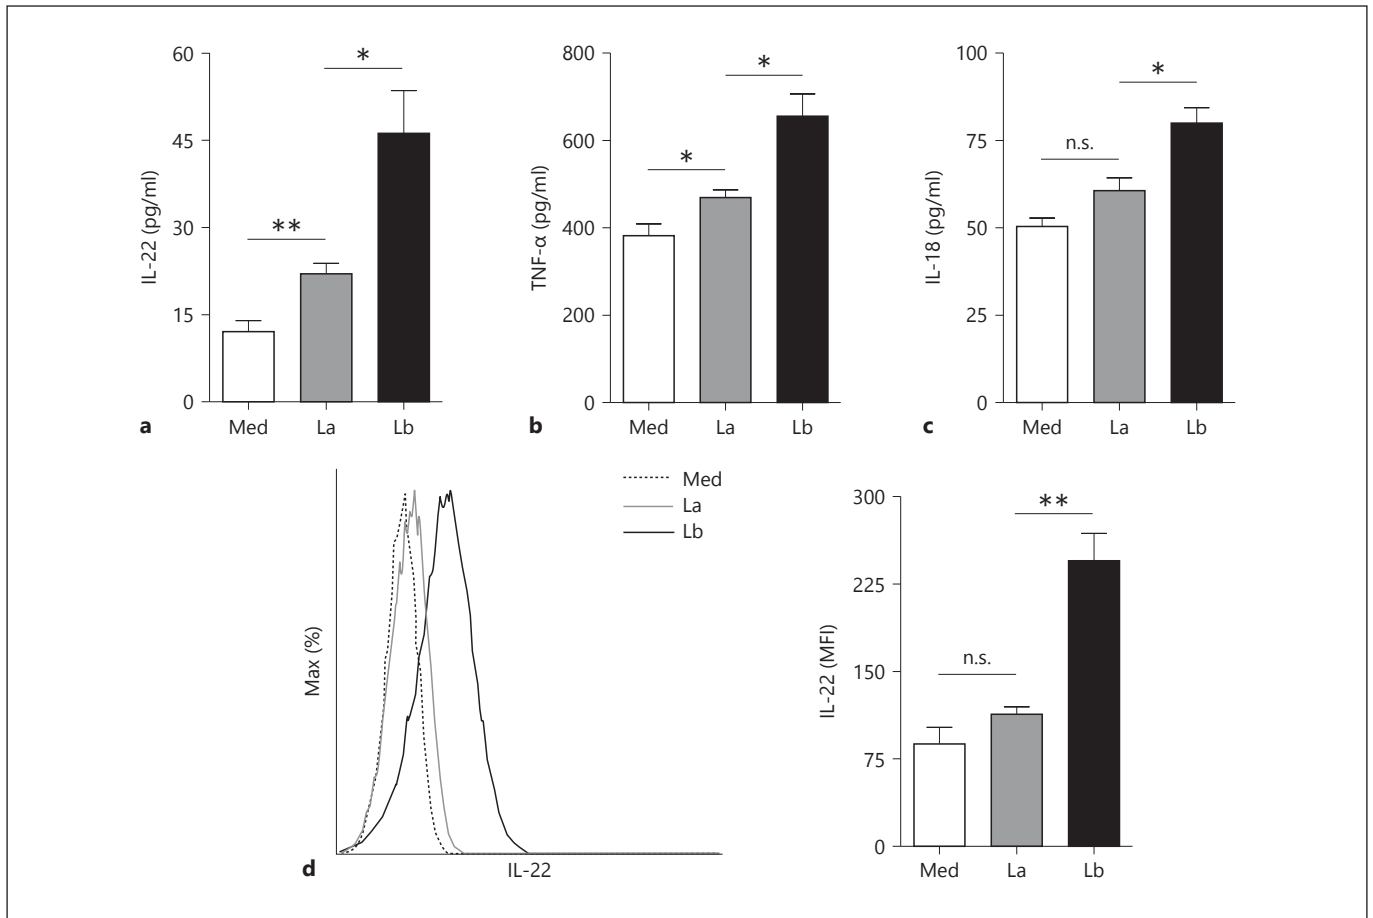 60
45
30
15
0
IL-22 (pg/ml)
**
*
Med La Lb
a
800
600
400
200
0
TNF-α (pg/ml)
*
*
Med La Lb
b
100
75
50
25
0
IL-18 (pg/ml)
n.s.
*
Med La Lb
c
Max (%)
IL-22
Med
La
Lb
d
300
225
150
75
0
IL-22 (MFI)
n.s.
**
Med La Lb